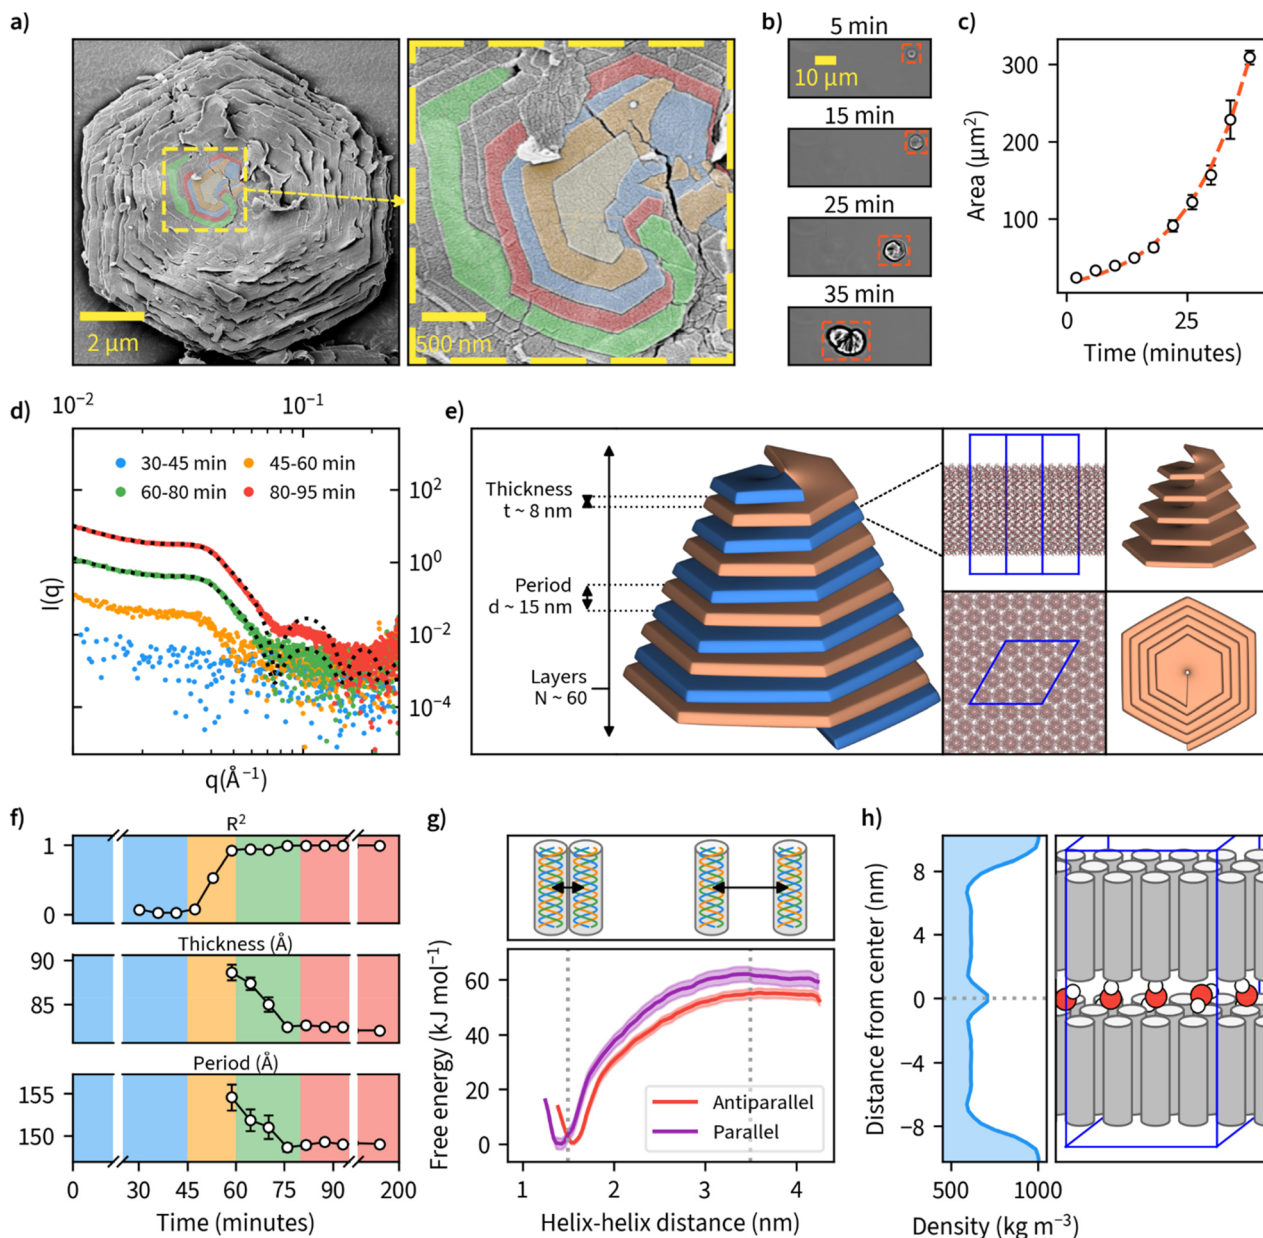 a)
2 μm
500 nm
b)
5 min
10 μm
15 min
25 min
35 min
c)
300
200
100
Area (μm²)
0
25
Time (minutes)
d)
10⁻²
10⁻¹
30-45 min
45-60 min
60-80 min
80-95 min
10²
10⁰
10⁻²
10⁻⁴
I(q)
q(Å⁻¹)
e)
Thickness
t ~ 8 nm
Period
d ~ 15 nm
Layers
N ~ 60
f)
R²
1
0
Thickness (Å)
90
85
Period (Å)
155
150
0
30
45
60
75
90
200
Time (minutes)
g)
Free energy (kJ mol⁻¹)
60
40
20
0
Antiparallel
Parallel
1
2
3
4
Helix-helix distance (nm)
h)
Distance from center (nm)
8
4
0
−4
−8
500
1000
Density (kg m⁻³)